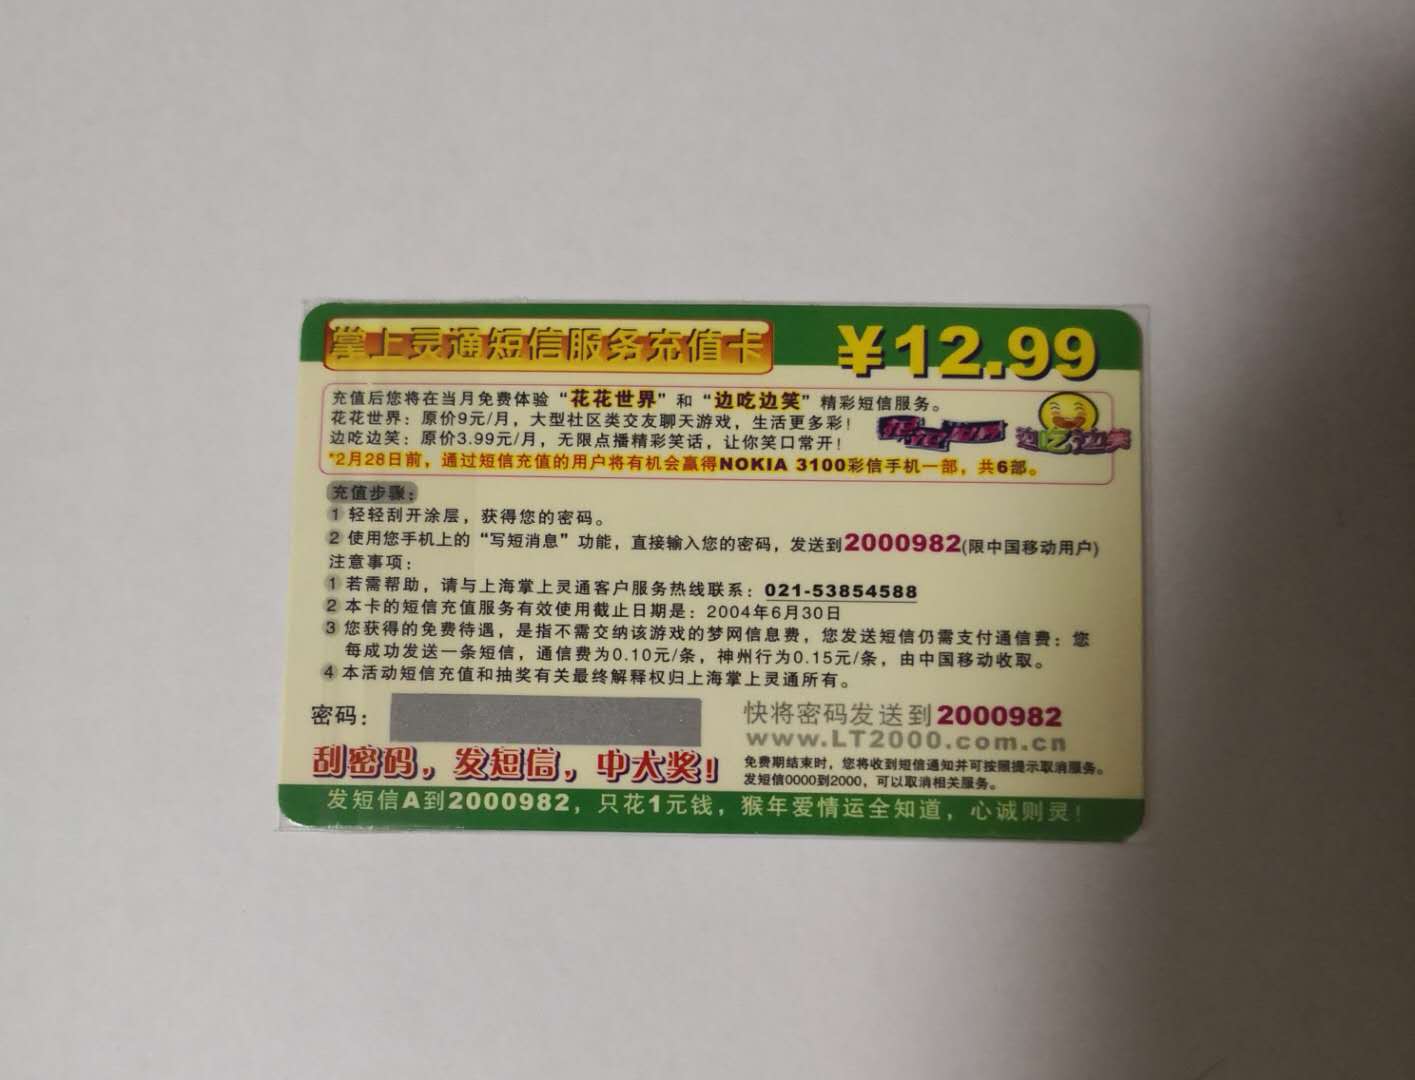 掌上灵通短信服务充值卡
￥12.99
充值后您将在当月免费体验“花花世界”和“边吃边笑”精彩短信服务。
花花世界：原价9元/月，大型社区类交友聊天游戏，生活更多彩！
边吃边笑：原价3.99元/月，无限点播精彩笑话，让你笑口常开！
花花世界
边吃边笑
*2月28日前，通过短信充值的用户将有机会赢得NOKIA 3100彩信手机一部，共6部。
充值步骤：
1 轻轻刮开涂层，获得您的密码。
2 使用您手机上的“写短消息”功能，直接输入您的密码，发送到2000982(限中国移动用户)
注意事项：
1 若需帮助，请与上海掌上灵通客户服务热线联系：021-53854588
2 本卡的短信充值服务有效使用截止日期是：2004年6月30日
3 您获得的免费待遇，是指不需交纳该游戏的梦网信息费，您发送短信仍需支付通信费：您
每成功发送一条短信，通信费为0.10元/条，神州行为0.15元/条，由中国移动收取。
4 本活动短信充值和抽奖有关最终解释权归上海掌上灵通所有。
密码：
快将密码发送到2000982
www.LT2000.com.cn
刮密码，发短信，中大奖！
免费期结束时，您将收到短信通知并可按照提示取消服务。
发短信0000到2000，可以取消相关服务。
发短信A到2000982，只花1元钱，猴年爱情运全知道，心诚则灵！